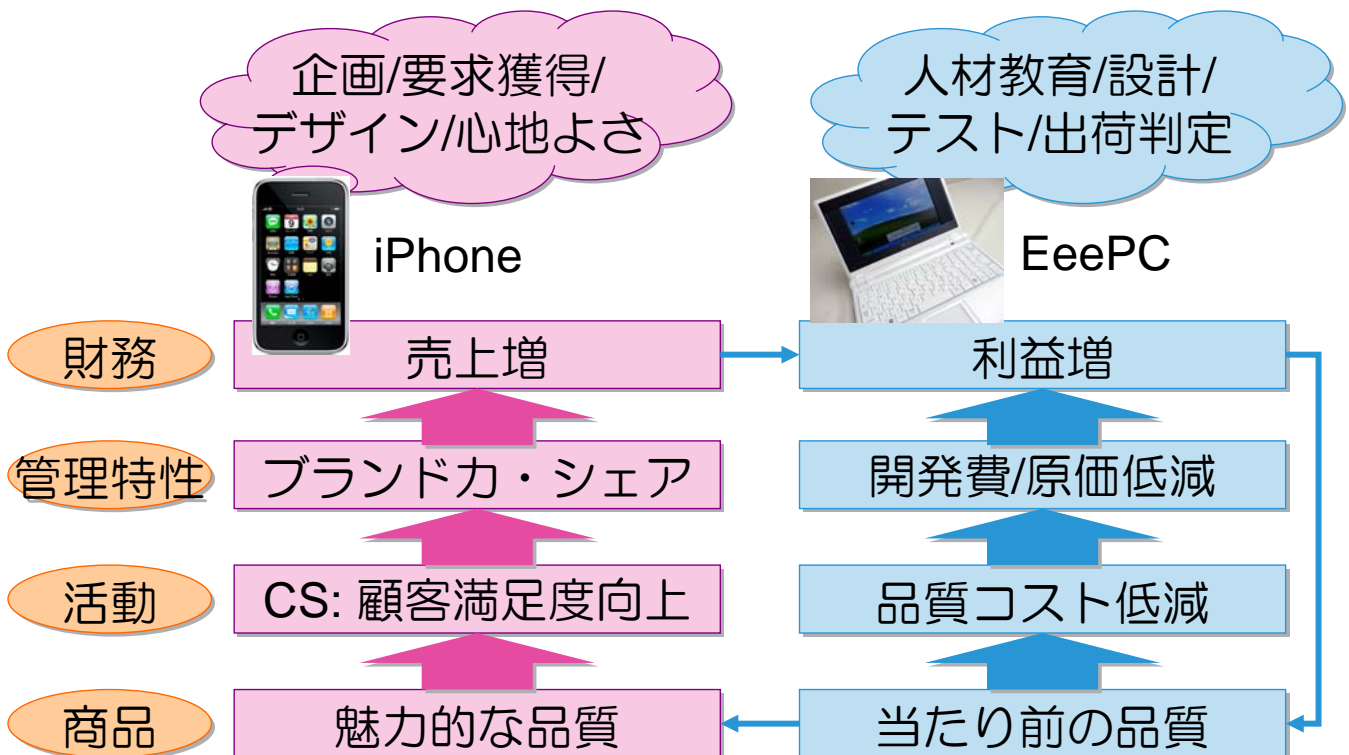 企画/要求獲得/
デザイン/心地よさ
人材教育/設計/
テスト/出荷判定
iPhone
EeePC
財務
売上増
利益増
管理特性
ブランド力・シェア
開発費/原価低減
活動
CS: 顧客満足度向上
品質コスト低減
商品
魅力的な品質
当たり前の品質